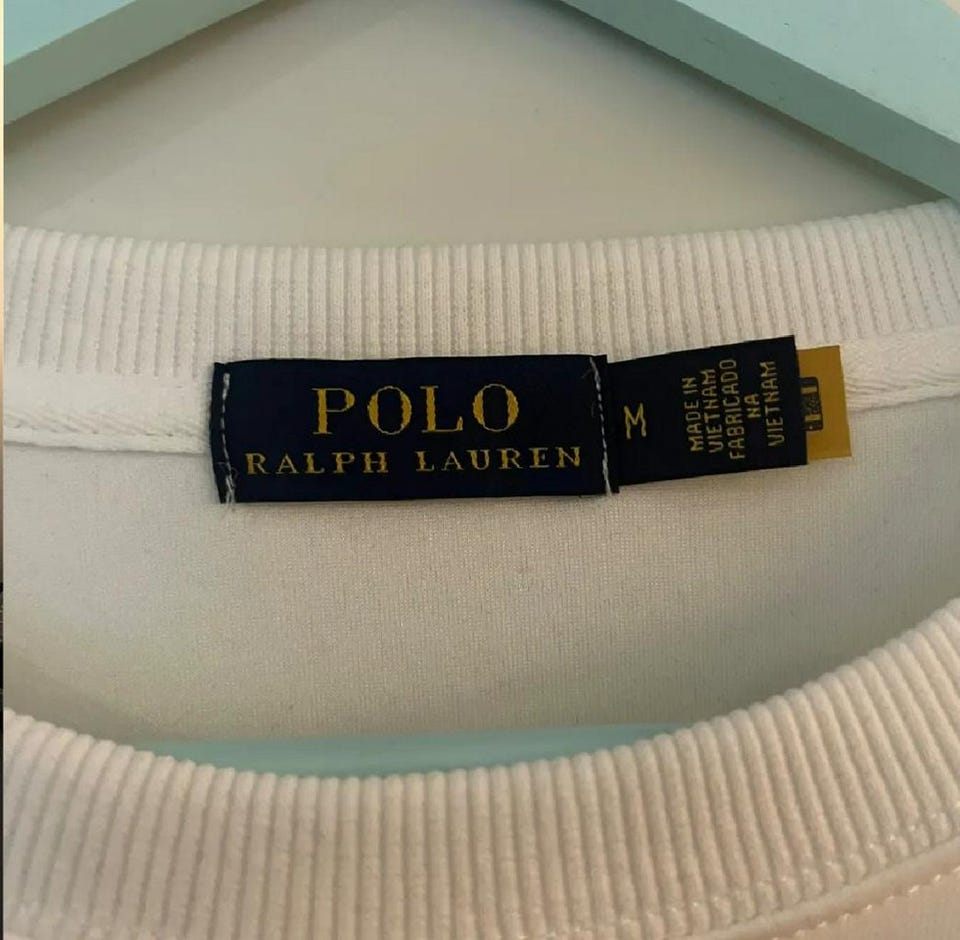 POLO
RALPH LAUREN
M
MADE IN
VIETNAM
FABRICADO
NA
VIETNAM